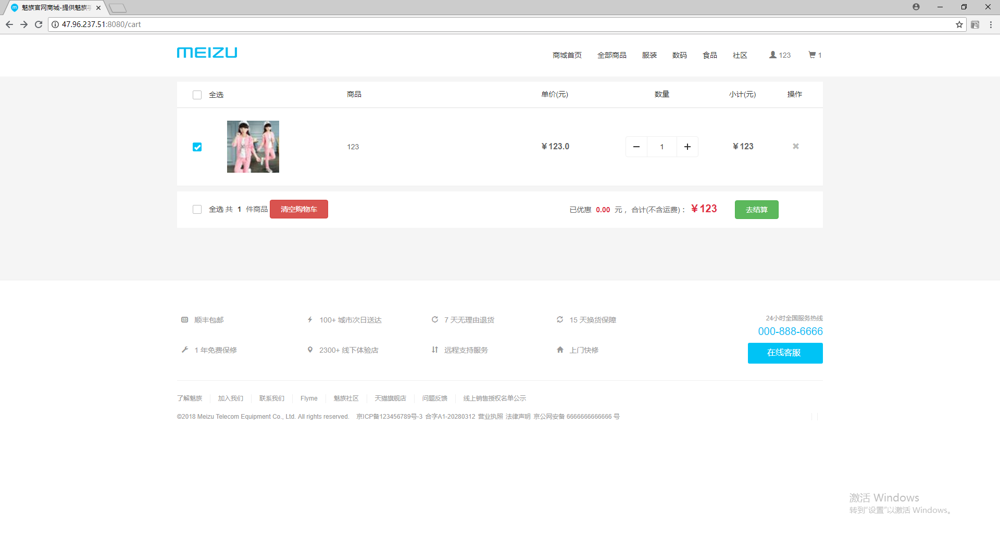 魅族官网商城-提供魅族手
47.96.237.51:8080/cart
MEIZU
商城首页 全部商品 服装 数码 食品 社区 123 1
全选 商品 单价(元) 数量 小计(元) 操作
123 ¥123.0 1 ¥123
全选 共 1 件商品 清空购物车 已优惠 0.00 元， 合计(不含运费)： ¥123 去结算
顺丰包邮 100+ 城市次日送达 7 天无理由退货 15 天换货保障
24小时全国服务热线
000-888-6666
1 年免费保修 2300+ 线下体验店 远程支持服务 上门快修
在线客服
了解魅族 加入我们 联系我们 Flyme 魅族社区 天猫旗舰店 问题反馈 线上销售授权名单公示
©2018 Meizu Telecom Equipment Co., Ltd. All rights reserved. 京ICP备123456789号-3 合字A1-20280312 营业执照 法律声明 京公网安备 6666666666666 号
激活 Windows
转到“设置”以激活 Windows。